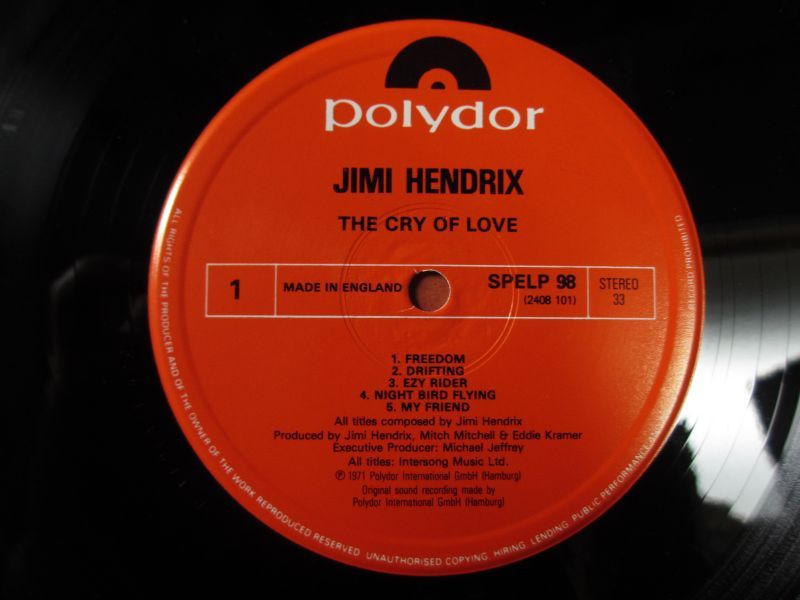 polydor
JIMI HENDRIX
THE CRY OF LOVE
1
MADE IN ENGLAND
SPELP 98
(2408 101)
STEREO
33
1. FREEDOM
2. DRIFTING
3. EZY RIDER
4. NIGHT BIRD FLYING
5. MY FRIEND
All titles composed by Jimi Hendrix
Produced by Jimi Hendrix, Mitch Mitchell & Eddie Kramer
Executive Producer: Michael Jeffrey
All titles: Intersong Music Ltd.
℗ 1971 Polydor International GmbH (Hamburg)
Original sound recording made by
Polydor International GmbH (Hamburg)
ALL RIGHTS OF THE PRODUCER AND OF THE OWNER OF THE WORK REPRODUCED RESERVED. UNAUTHORISED COPYING, HIRING, LENDING, PUBLIC PERFORMANCE RECORD PROHIBITED